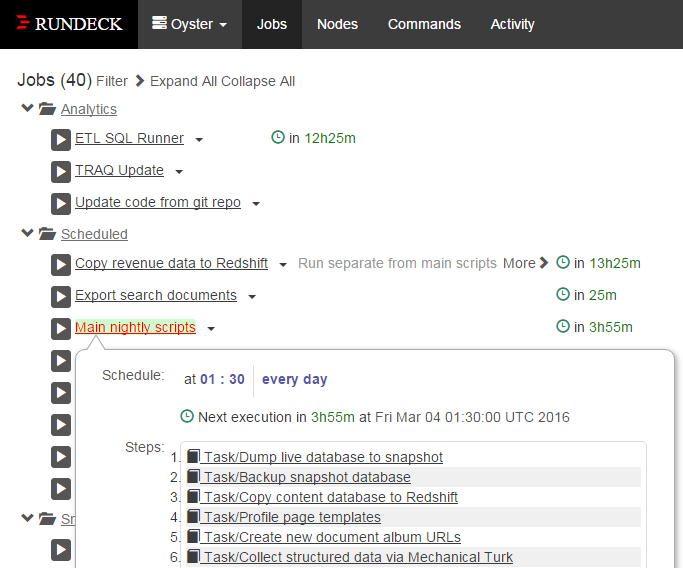 RUNDECK Oyster Jobs Nodes Commands Activity
Jobs (40) Filter Expand All Collapse All
Analytics
ETL SQL Runner in 12h25m
TRAQ Update
Update code from git repo
Scheduled
Copy revenue data to Redshift Run separate from main scripts More in 13h25m
Export search documents in 25m
Main nightly scripts in 3h55m
Schedule: at 01 : 30 every day
Next execution in 3h55m at Fri Mar 04 01:30:00 UTC 2016
Steps:
1. Task/Dump live database to snapshot
2. Task/Backup snapshot database
3. Task/Copy content database to Redshift
4. Task/Profile page templates
5. Task/Create new document album URLs
6. Task/Collect structured data via Mechanical Turk